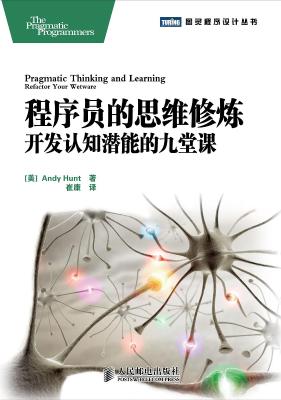 The
Pragmatic
Programmers
TURING 图灵程序设计丛书
Pragmatic Thinking and Learning
Refactor Your Wetware
程序员的思维修炼
开发认知潜能的九堂课
[美] Andy Hunt 著
崔康 译
人民邮电出版社
POSTS & TELECOM PRESS